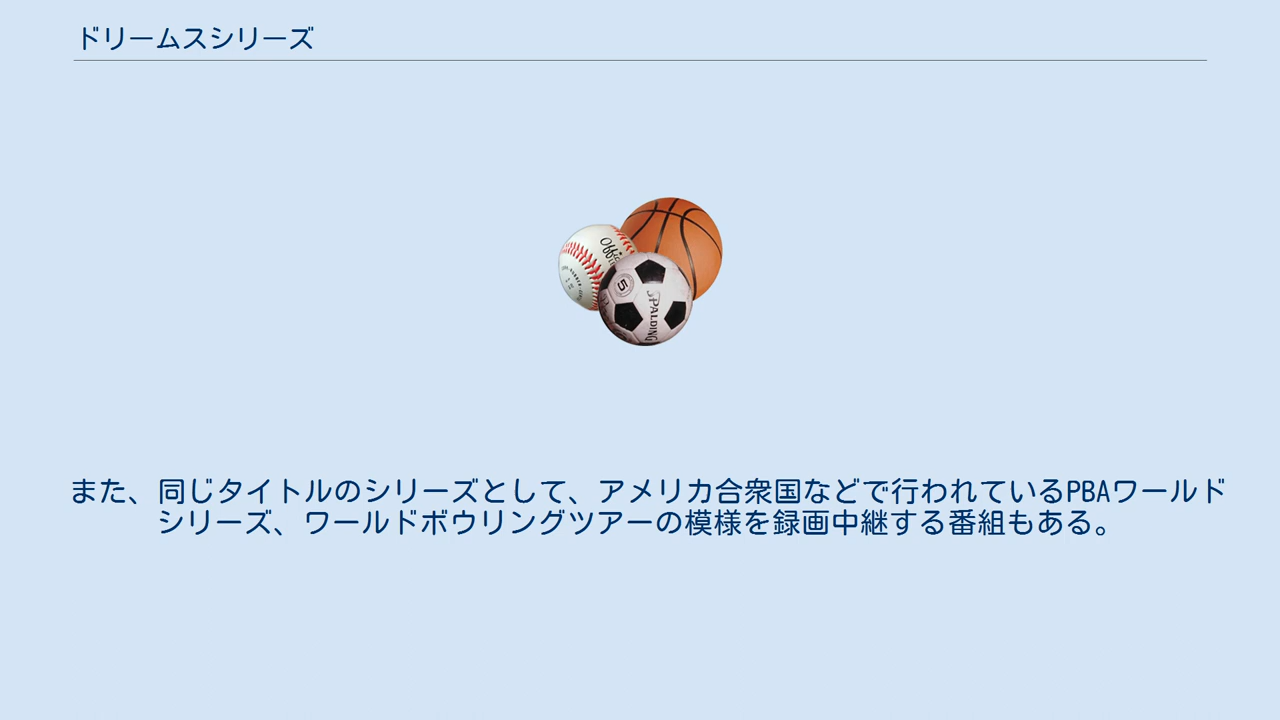 ドリームスシリーズ
Offic
5
SPALDING
また、同じタイトルのシリーズとして、アメリカ合衆国などで行われているPBAワールド
シリーズ、ワールドボウリングツアーの模様を録画中継する番組もある。